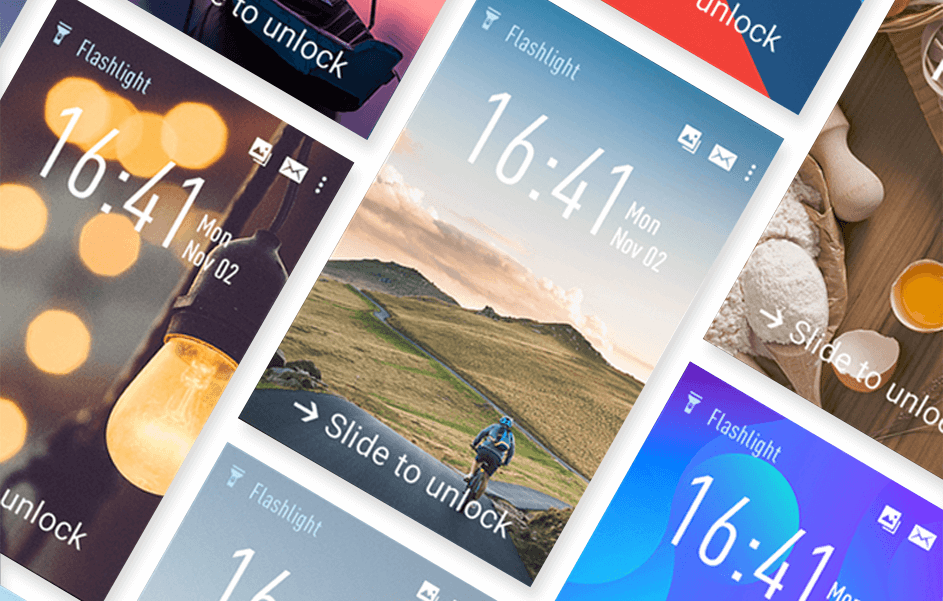 to unlock
unlock
Flashlight
16:41
Mon
Nov 02
unlock
Flashlight
16:41
Mon
Nov 02
→ Slide to unlock
→ Slide to unlo
Flashlight
16
Flashlight
16:41
Mon